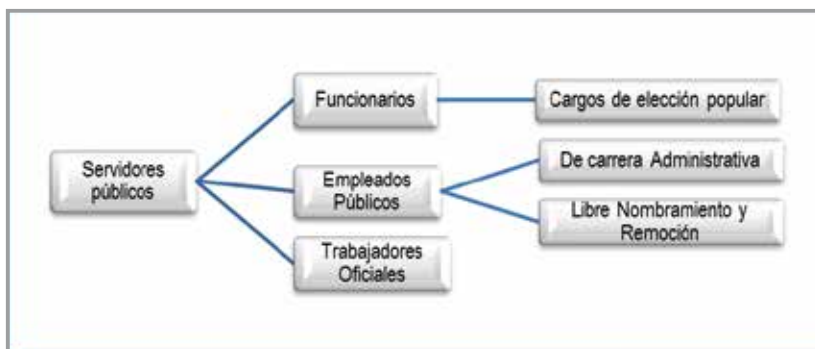 Servidores
públicos
Funcionarios
Cargos de elección popular
Empleados
Públicos
De carrera Administrativa
Libre Nombramiento y
Remoción
Trabajadores
Oficiales